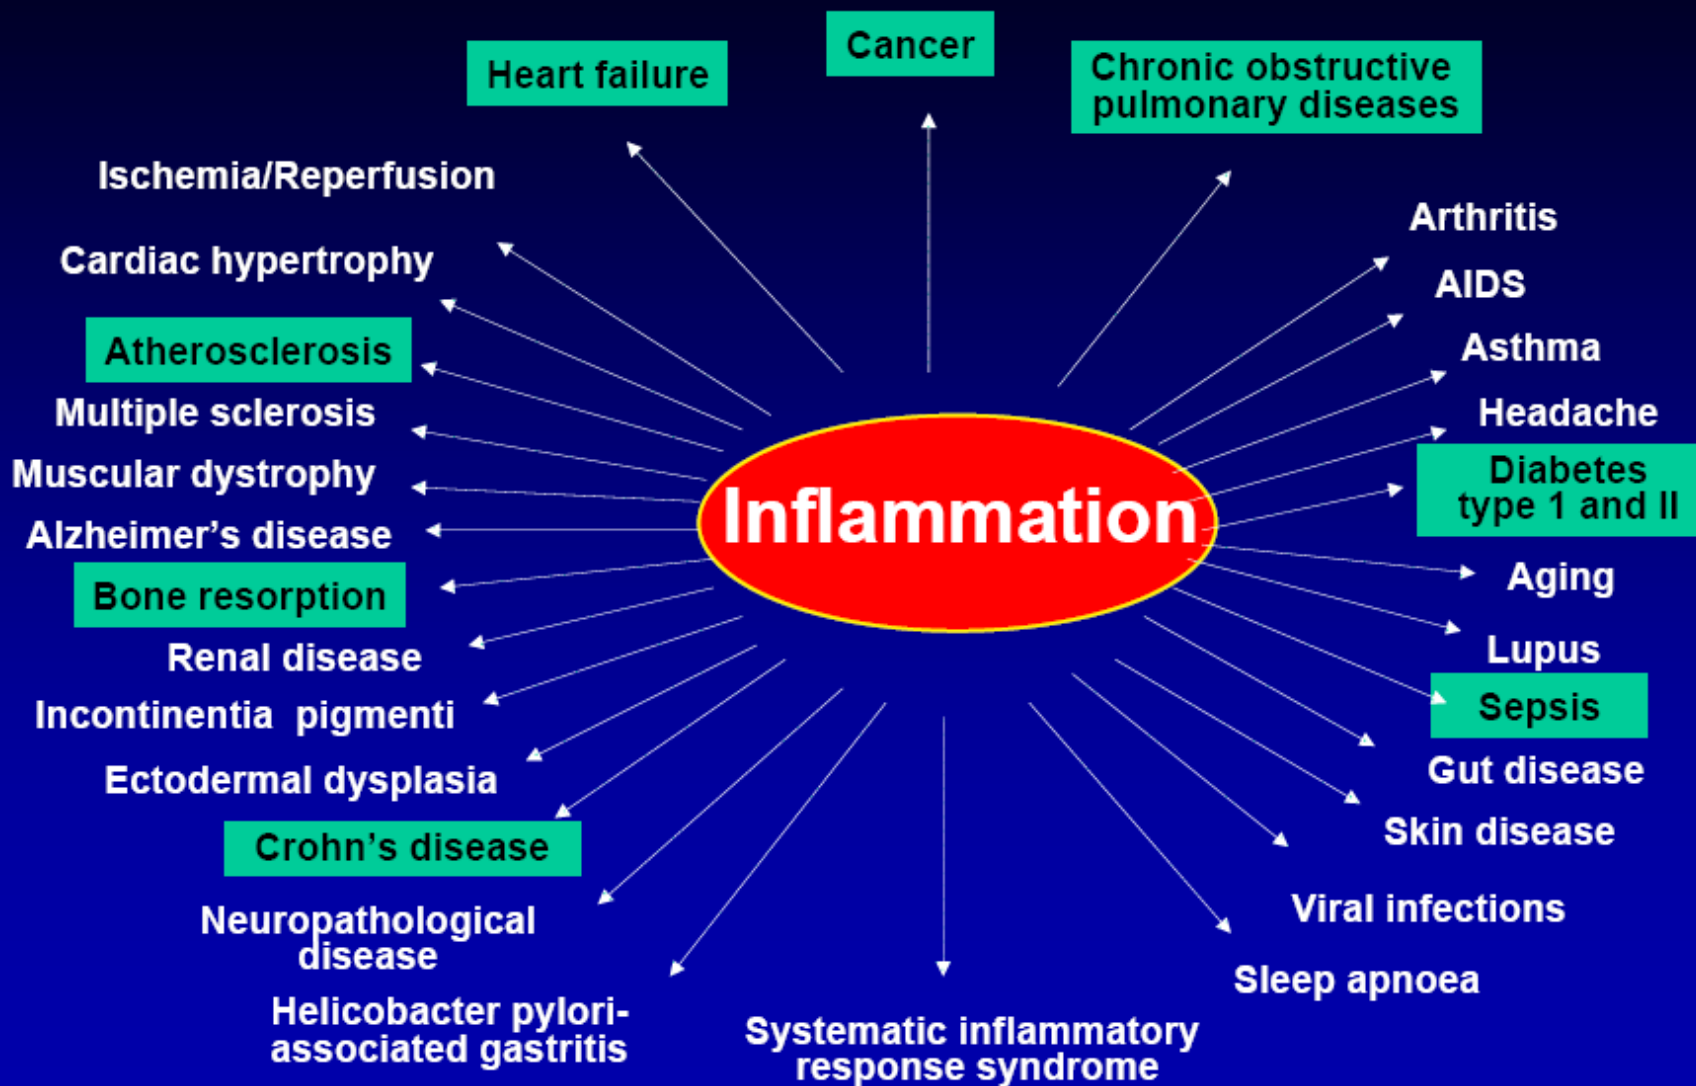 Cancer
Heart failure
Chronic obstructive
pulmonary diseases
Ischemia/Reperfusion
Cardiac hypertrophy
Atherosclerosis
Multiple sclerosis
Muscular dystrophy
Alzheimer's disease
Bone resorption
Renal disease
Incontinentia pigmenti
Ectodermal dysplasia
Crohn's disease
Neuropathological
disease
Helicobacter pylori-
associated gastritis
Inflammation
Systematic inflammatory
response syndrome
Arthritis
AIDS
Asthma
Headache
Diabetes
type 1 and II
Aging
Lupus
Sepsis
Gut disease
Skin disease
Viral infections
Sleep apnoea